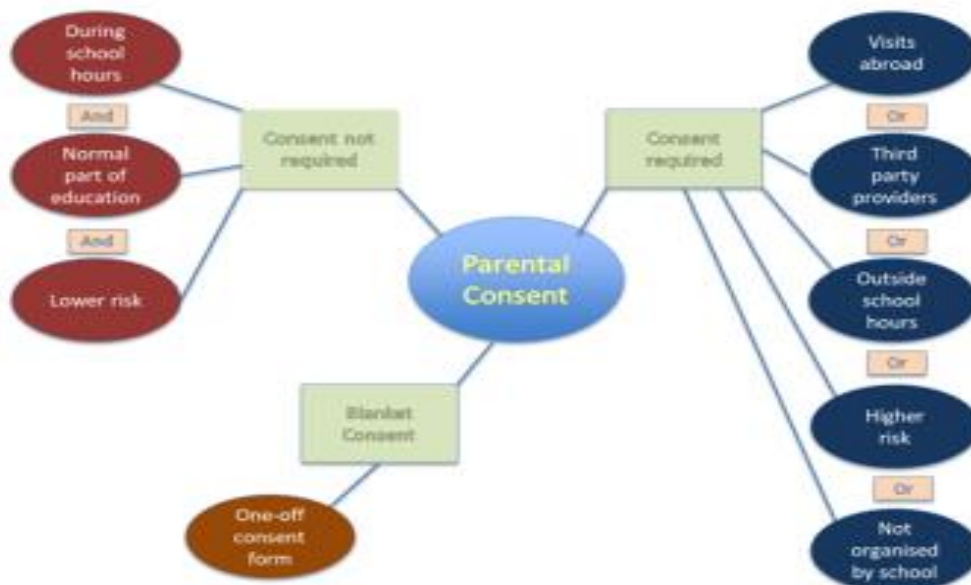 During
school
hours
And
Normal
part of
education
And
Lower risk
Consent not
required
Parental
Consent
Blanket
Consent
One-off
consent
form
Consent
required
Visits
abroad
Or
Third
party
providers
Or
Outside
school
hours
Or
Higher
risk
Or
Not
organised
by school